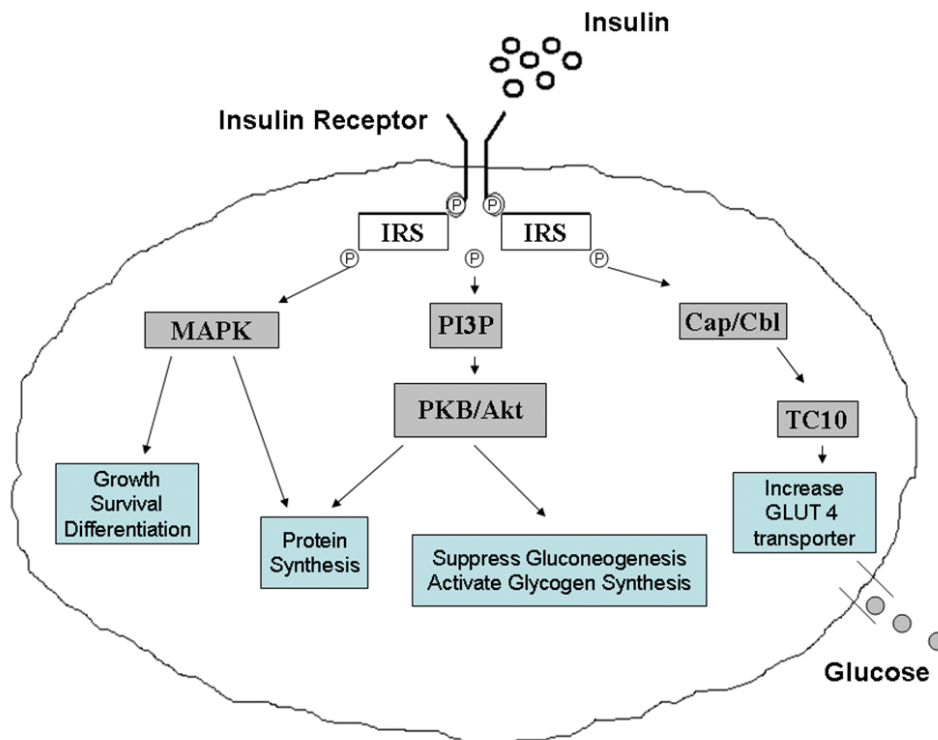 Insulin
Insulin Receptor
P
P
IRS
IRS
P
P
P
MAPK
PI3P
Cap/Cbl
PKB/Akt
TC10
Growth
Survival
Differentiation
Protein
Synthesis
Suppress Gluconeogenesis
Activate Glycogen Synthesis
Increase
GLUT 4
transporter
Glucose